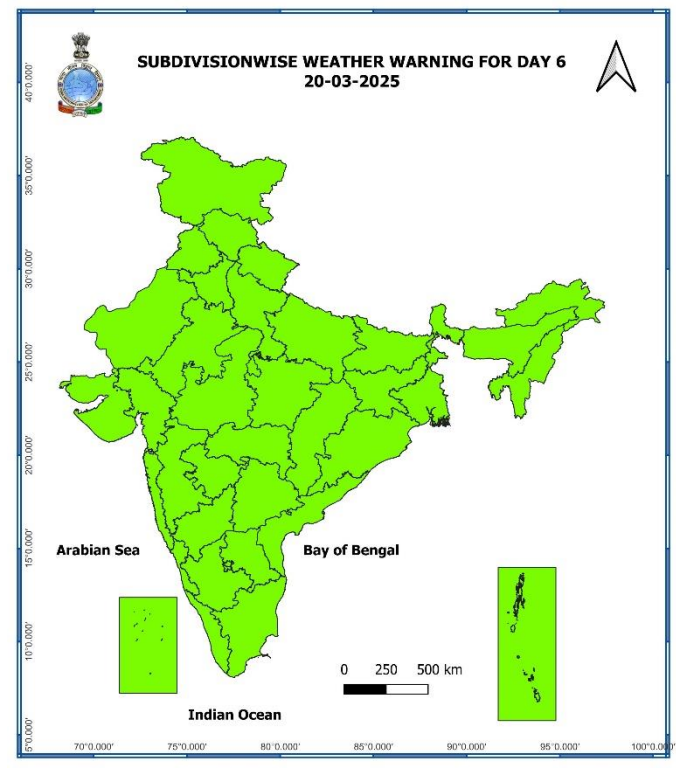 SUBDIVISIONWISE WEATHER WARNING FOR DAY 6
20-03-2025
40°0.000'
35°0.000'
30°0.000'
25°0.000'
20°0.000'
15°0.000'
10°0.000'
5°0.000'
Arabian Sea
Bay of Bengal
0 250 500 km
Indian Ocean
70°0.000' 75°0.000' 80°0.000' 85°0.000' 90°0.000' 95°0.000' 100°0.000'